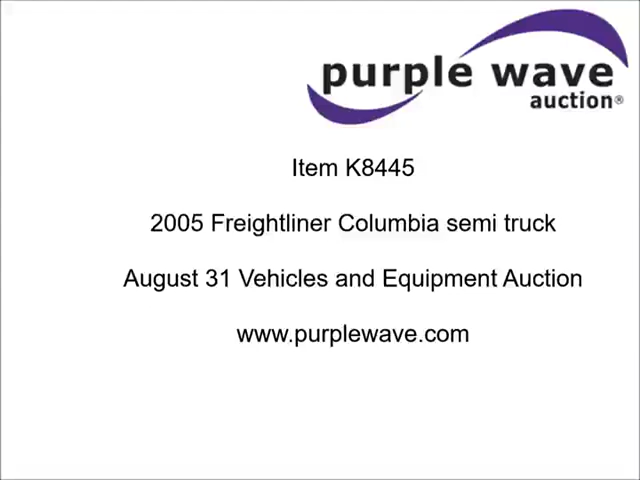 purple wave
auction®
Item K8445
2005 Freightliner Columbia semi truck
August 31 Vehicles and Equipment Auction
www.purplewave.com